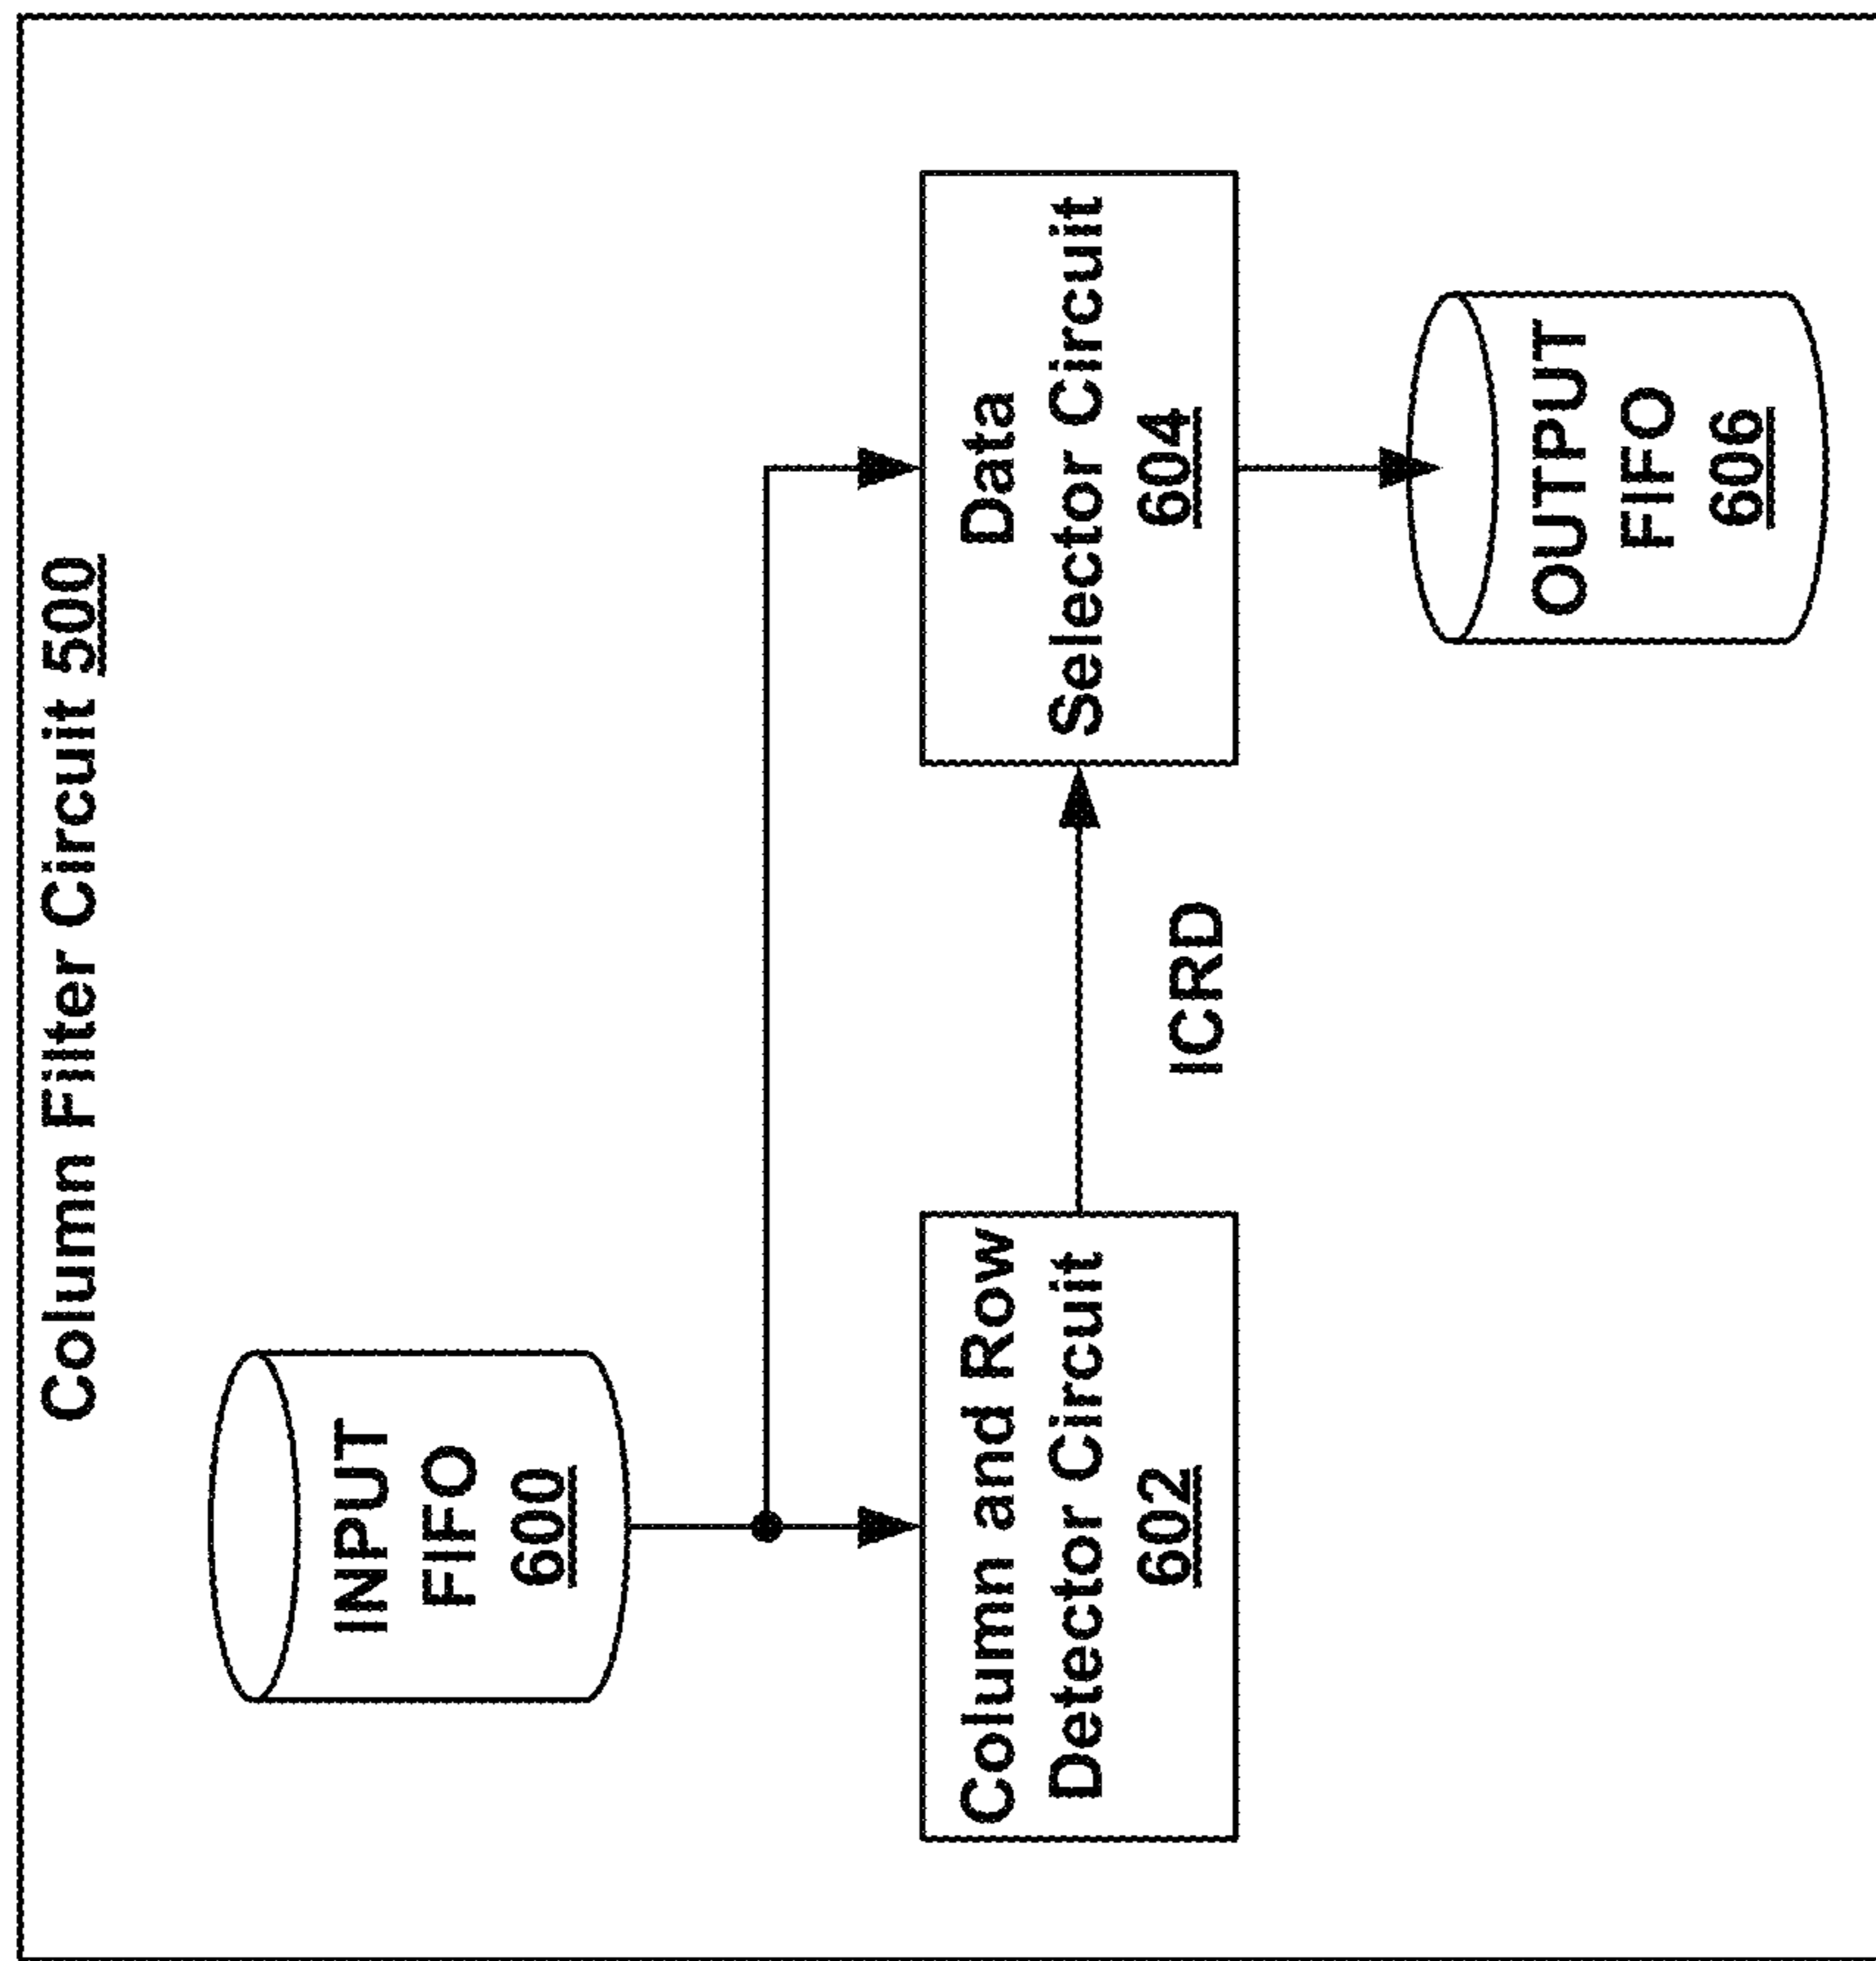 Column Filter Circuit 500
INPUT
FIFO
600
Column and Row
Detector Circuit
602
ICRD
Data
Selector Circuit
604
OUTPUT
FIFO
606